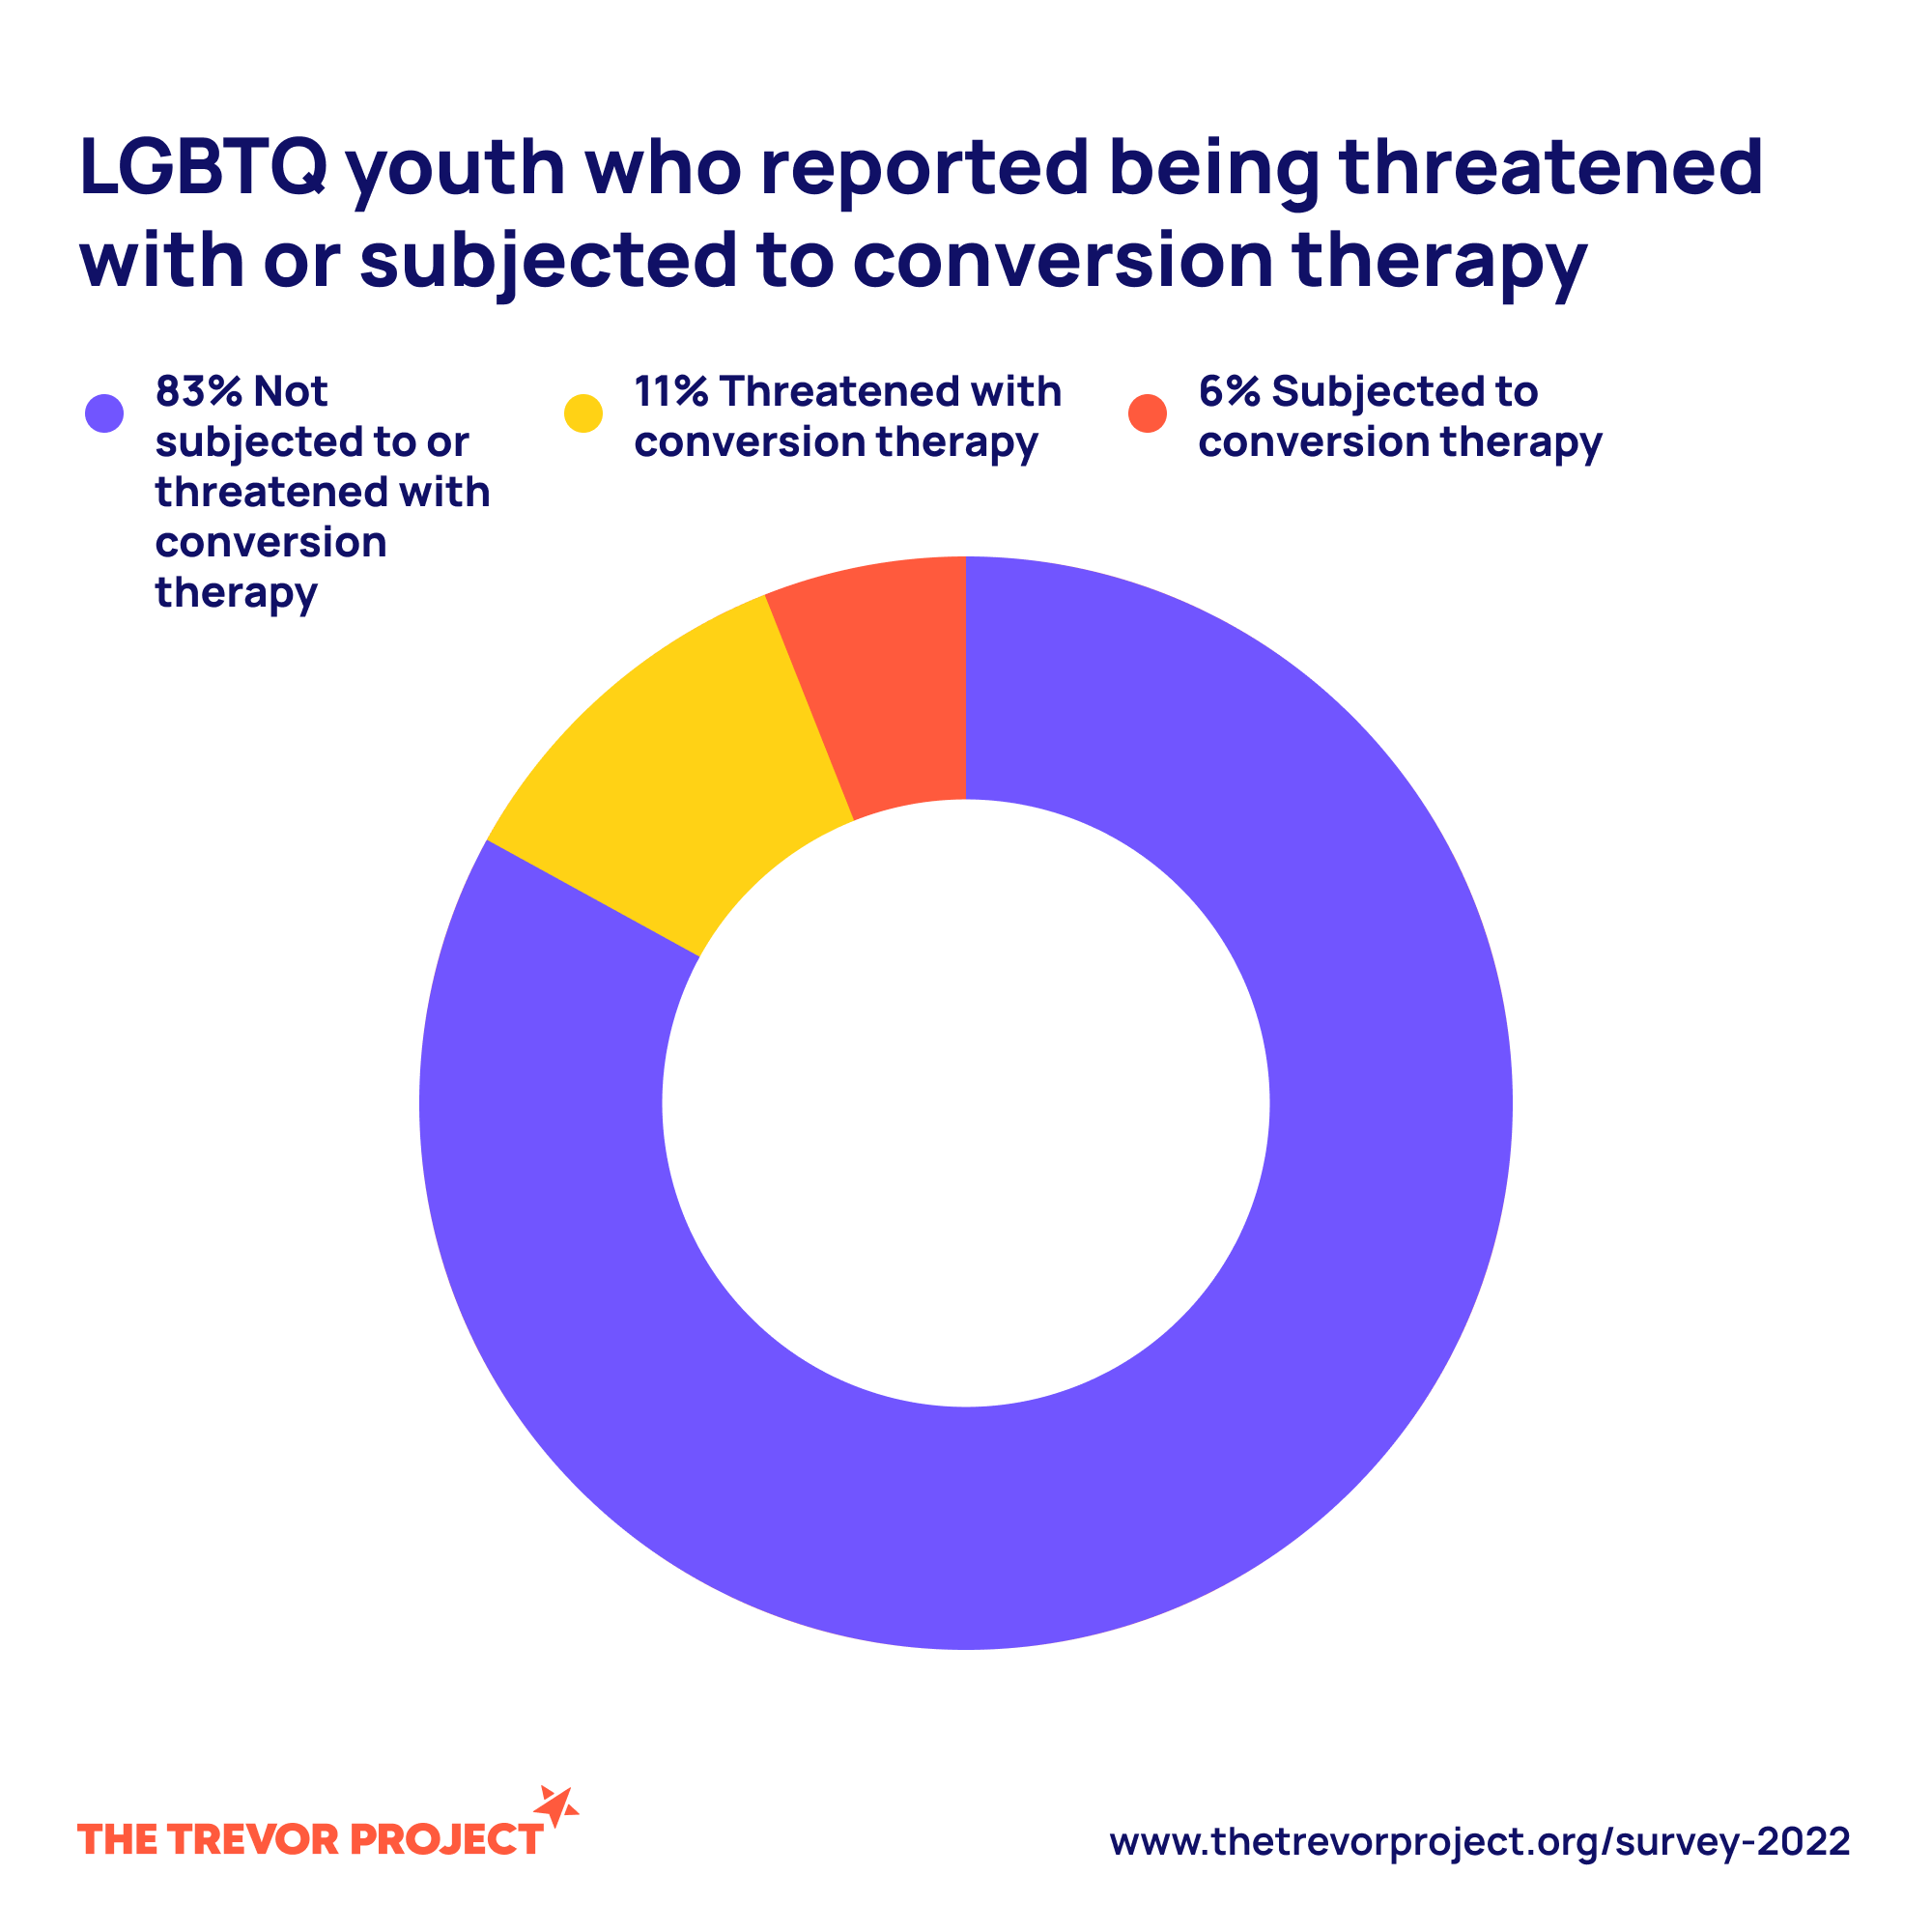 LGBTQ youth who reported being threatened
with or subjected to conversion therapy
83% Not
subjected to or
threatened with
conversion
therapy
11% Threatened with
conversion therapy
6% Subjected to
conversion therapy
THE TREVOR PROJECT
www.thetrevorproject.org/survey-2022